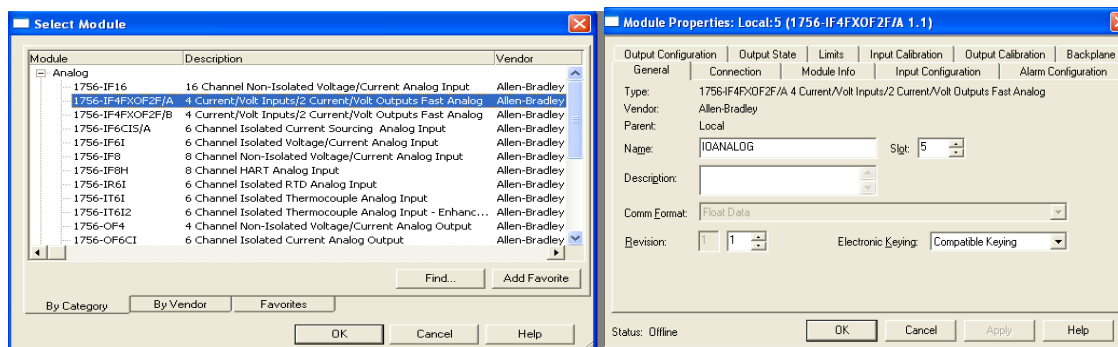 Select Module
Module Description Vendor
Analog
1756-IF16 16 Channel Non-Isolated Voltage/Current Analog Input Allen-Bradley
1756-IF4FXOF2F/A 4 Current/Volt Inputs/2 Current/Volt Outputs Fast Analog Allen-Bradley
1756-IF4FXOF2F/B 4 Current/Volt Inputs/2 Current/Volt Outputs Fast Analog Allen-Bradley
1756-IF6CIS/A 6 Channel Isolated Current Sourcing Analog Input Allen-Bradley
1756-IF6I 6 Channel Isolated Voltage/Current Analog Input Allen-Bradley
1756-IF8 8 Channel Non-Isolated Voltage/Current Analog Input Allen-Bradley
1756-IF8H 8 Channel HART Analog Input Allen-Bradley
1756-IR6I 6 Channel Isolated RTD Analog Input Allen-Bradley
1756-IT6I 6 Channel Isolated Thermocouple Analog Input Allen-Bradley
1756-IT6I2 6 Channel Isolated Thermocouple Analog Input - Enhanc... Allen-Bradley
1756-OF4 4 Channel Non-Isolated Voltage/Current Analog Output Allen-Bradley
1756-OF6CI 6 Channel Isolated Current Analog Output Allen-Bradley
Find... Add Favorite
By Category By Vendor Favorites
OK Cancel Help
Module Properties: Local:5 (1756-IF4FXOF2F/A 1.1)
Output Configuration Output State Limits Input Calibration Output Calibration Backplane
General Connection Module Info Input Configuration Alarm Configuration
Type: 1756-IF4FXOF2F/A 4 Current/Volt Inputs/2 Current/Volt Outputs Fast Analog
Vendor: Allen-Bradley
Parent: Local
Name: IOANALOG Slot: 5
Description:
Comm Format: Float Data
Revision: 1 1 Electronic Keying: Compatible Keying
Status: Offline OK Cancel Apply Help